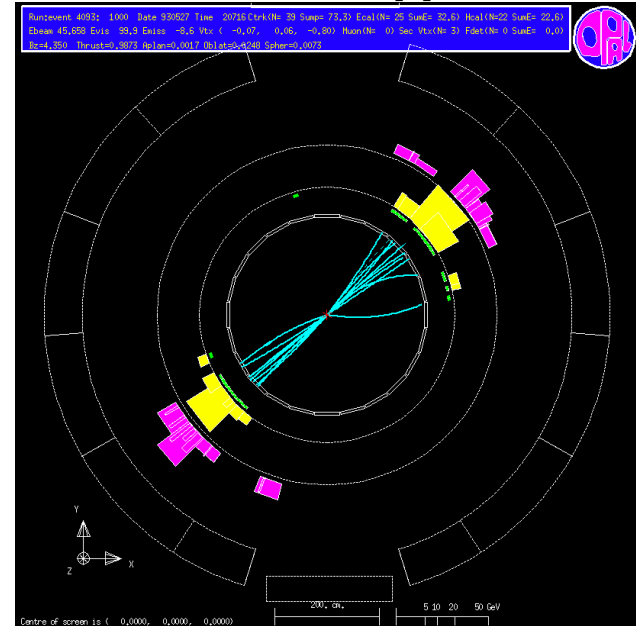 Run:event 4093: 1000 Date 930527 Time 20716 Ctrk(N= 39 Sump= 73.3) Ecal(N= 25 SumE= 32.6) Hcal(N=22 SumE= 22.6)
Ebeam 45.658 Evis 99.9 Emiss -8.6 Vtx ( -0.07, 0.06, -0.80) Muon(N= 0) Sec Vtx(N= 3) Fdet(N= 0 SumE= 0.0)
Bz=4.350 Thrust=0.9873 Aplan=0.0017 Oblat=0.0248 Spher=0.0073
OPAL
Y
X
Z
200. cm.
5 10 20 50 GeV
Centre of screen is ( 0.0000, 0.0000, 0.0000)